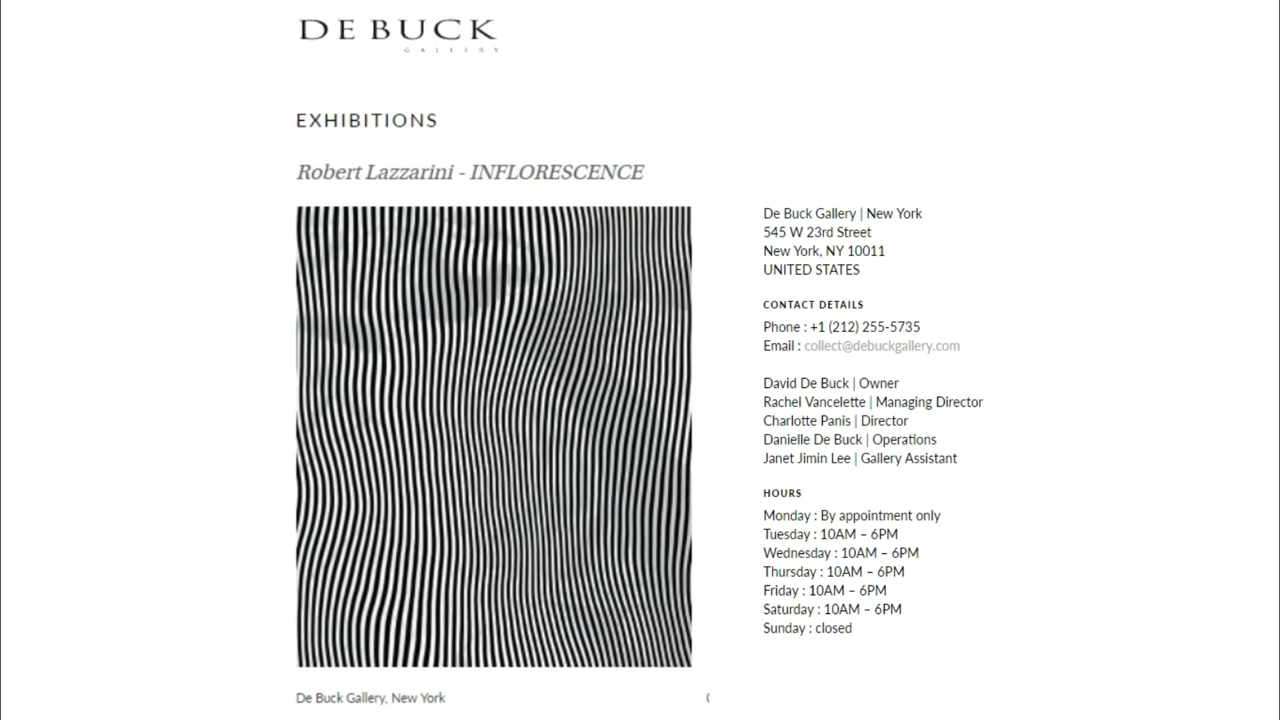 DE BUCK
GALLERY
EXHIBITIONS
Robert Lazzarini - INFLORESCENCE
De Buck Gallery | New York
545 W 23rd Street
New York, NY 10011
UNITED STATES
CONTACT DETAILS
Phone : +1 (212) 255-5735
Email : collect@debuckgallery.com
David De Buck | Owner
Rachel Vancelette | Managing Director
Charlotte Panis | Director
Danielle De Buck | Operations
Janet Jimin Lee | Gallery Assistant
HOURS
Monday : By appointment only
Tuesday : 10AM – 6PM
Wednesday : 10AM – 6PM
Thursday : 10AM – 6PM
Friday : 10AM – 6PM
Saturday : 10AM – 6PM
Sunday : closed
De Buck Gallery, New York